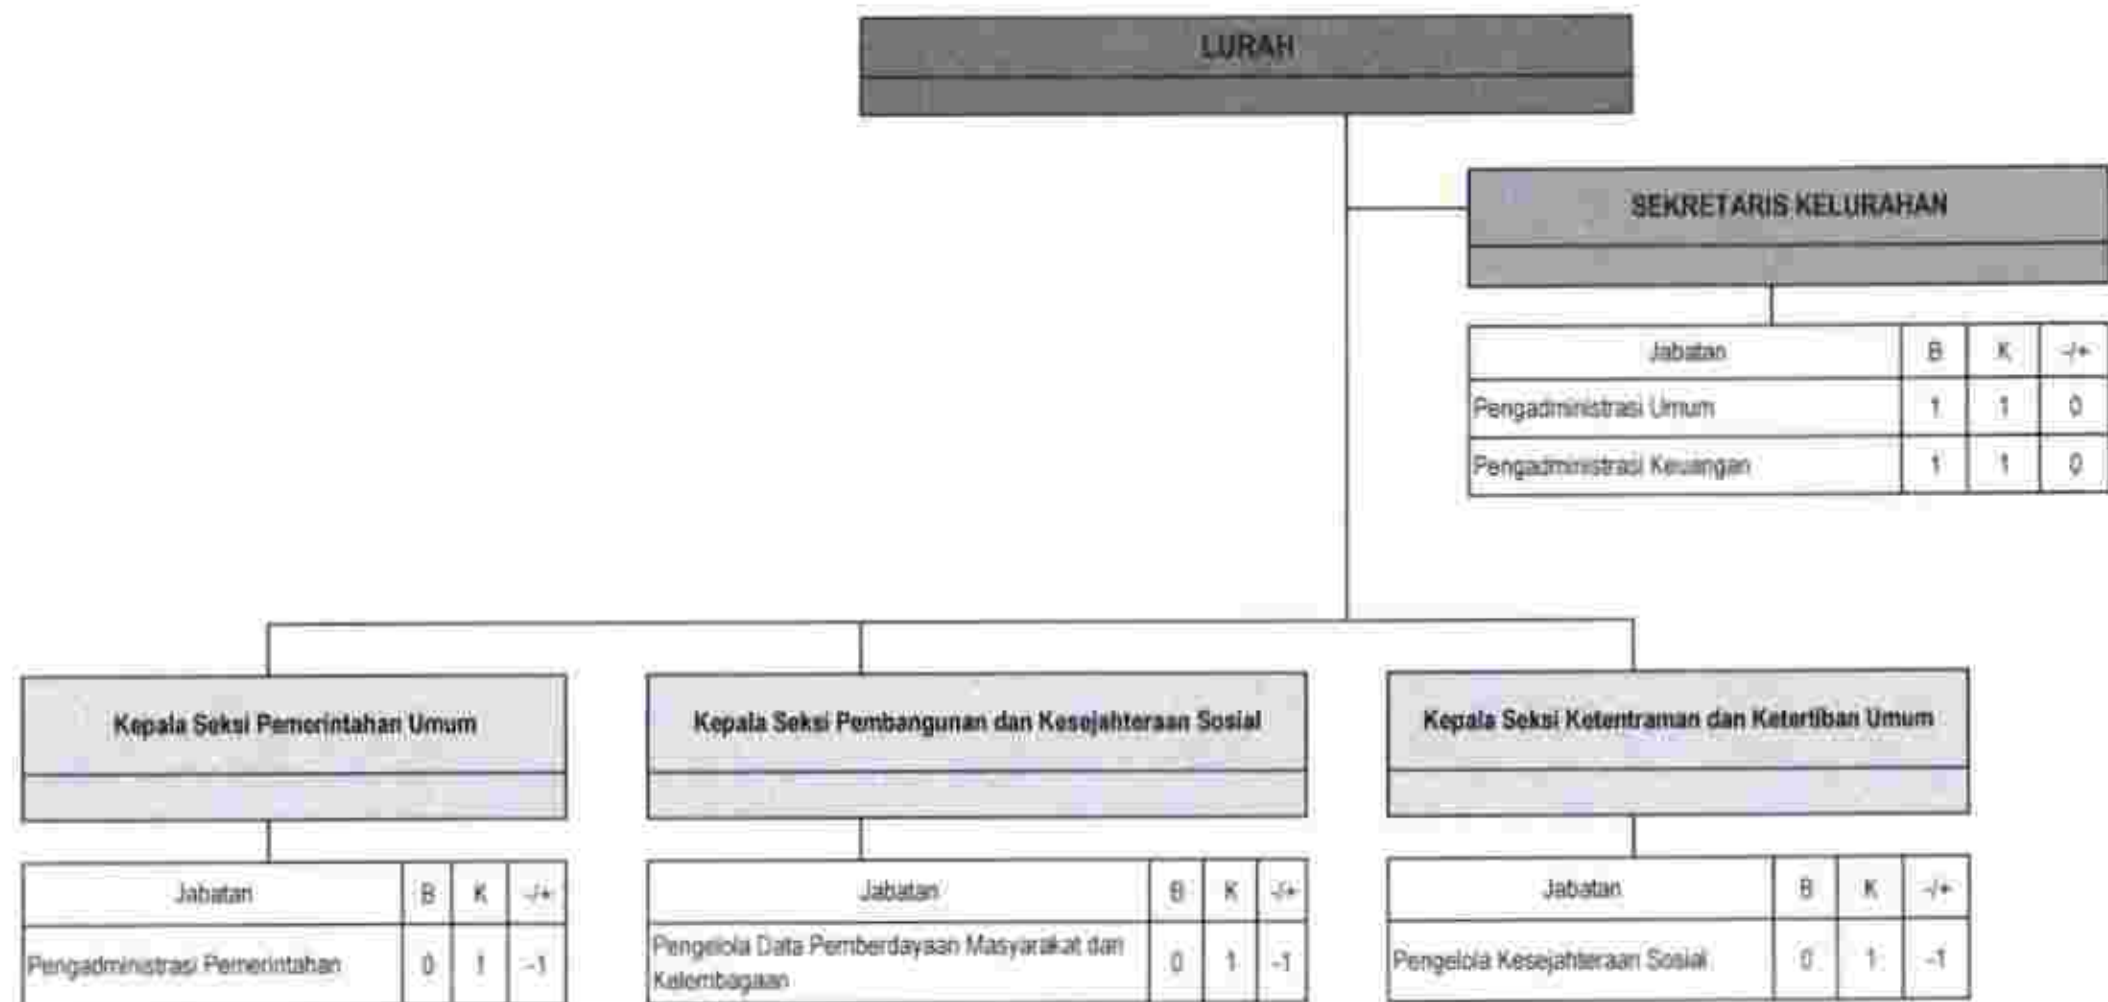 LURAH
SEKRETARIS KELURAHAN
Jabatan B K -/+
Pengadministrasi Umum 1 1 0
Pengadministrasi Keuangan 1 1 0
Kepala Seksi Pemerintahan Umum
Jabatan B K -/+
Pengadministrasi Pemerintahan 0 1 -1
Kepala Seksi Pembangunan dan Kesejahteraan Sosial
Jabatan B K -/+
Pengelola Data Pemberdayaan Masyarakat dan
Kelembagaan 0 1 -1
Kepala Seksi Ketentraman dan Ketertiban Umum
Jabatan B K -/+
Pengelola Kesejahteraan Sosial 0 1 -1